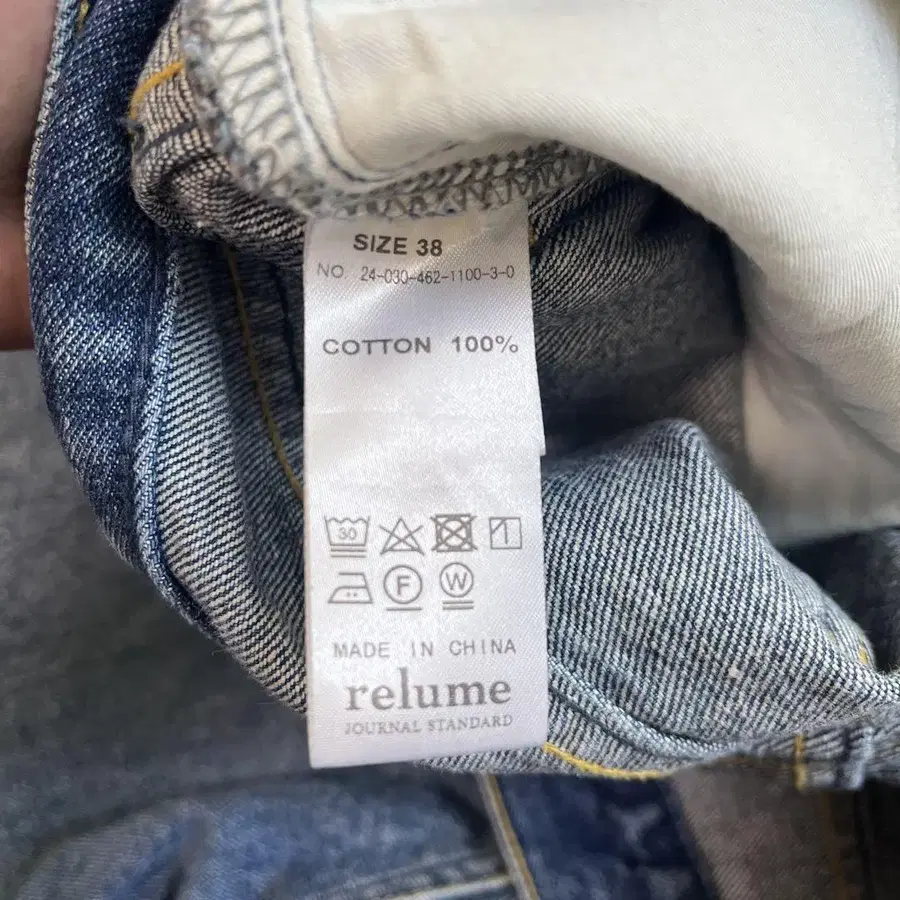 SIZE 38
NO. 24-030-462-1100-3-0
COTTON 100%
30
F W
MADE IN CHINA
relume
JOURNAL STANDARD